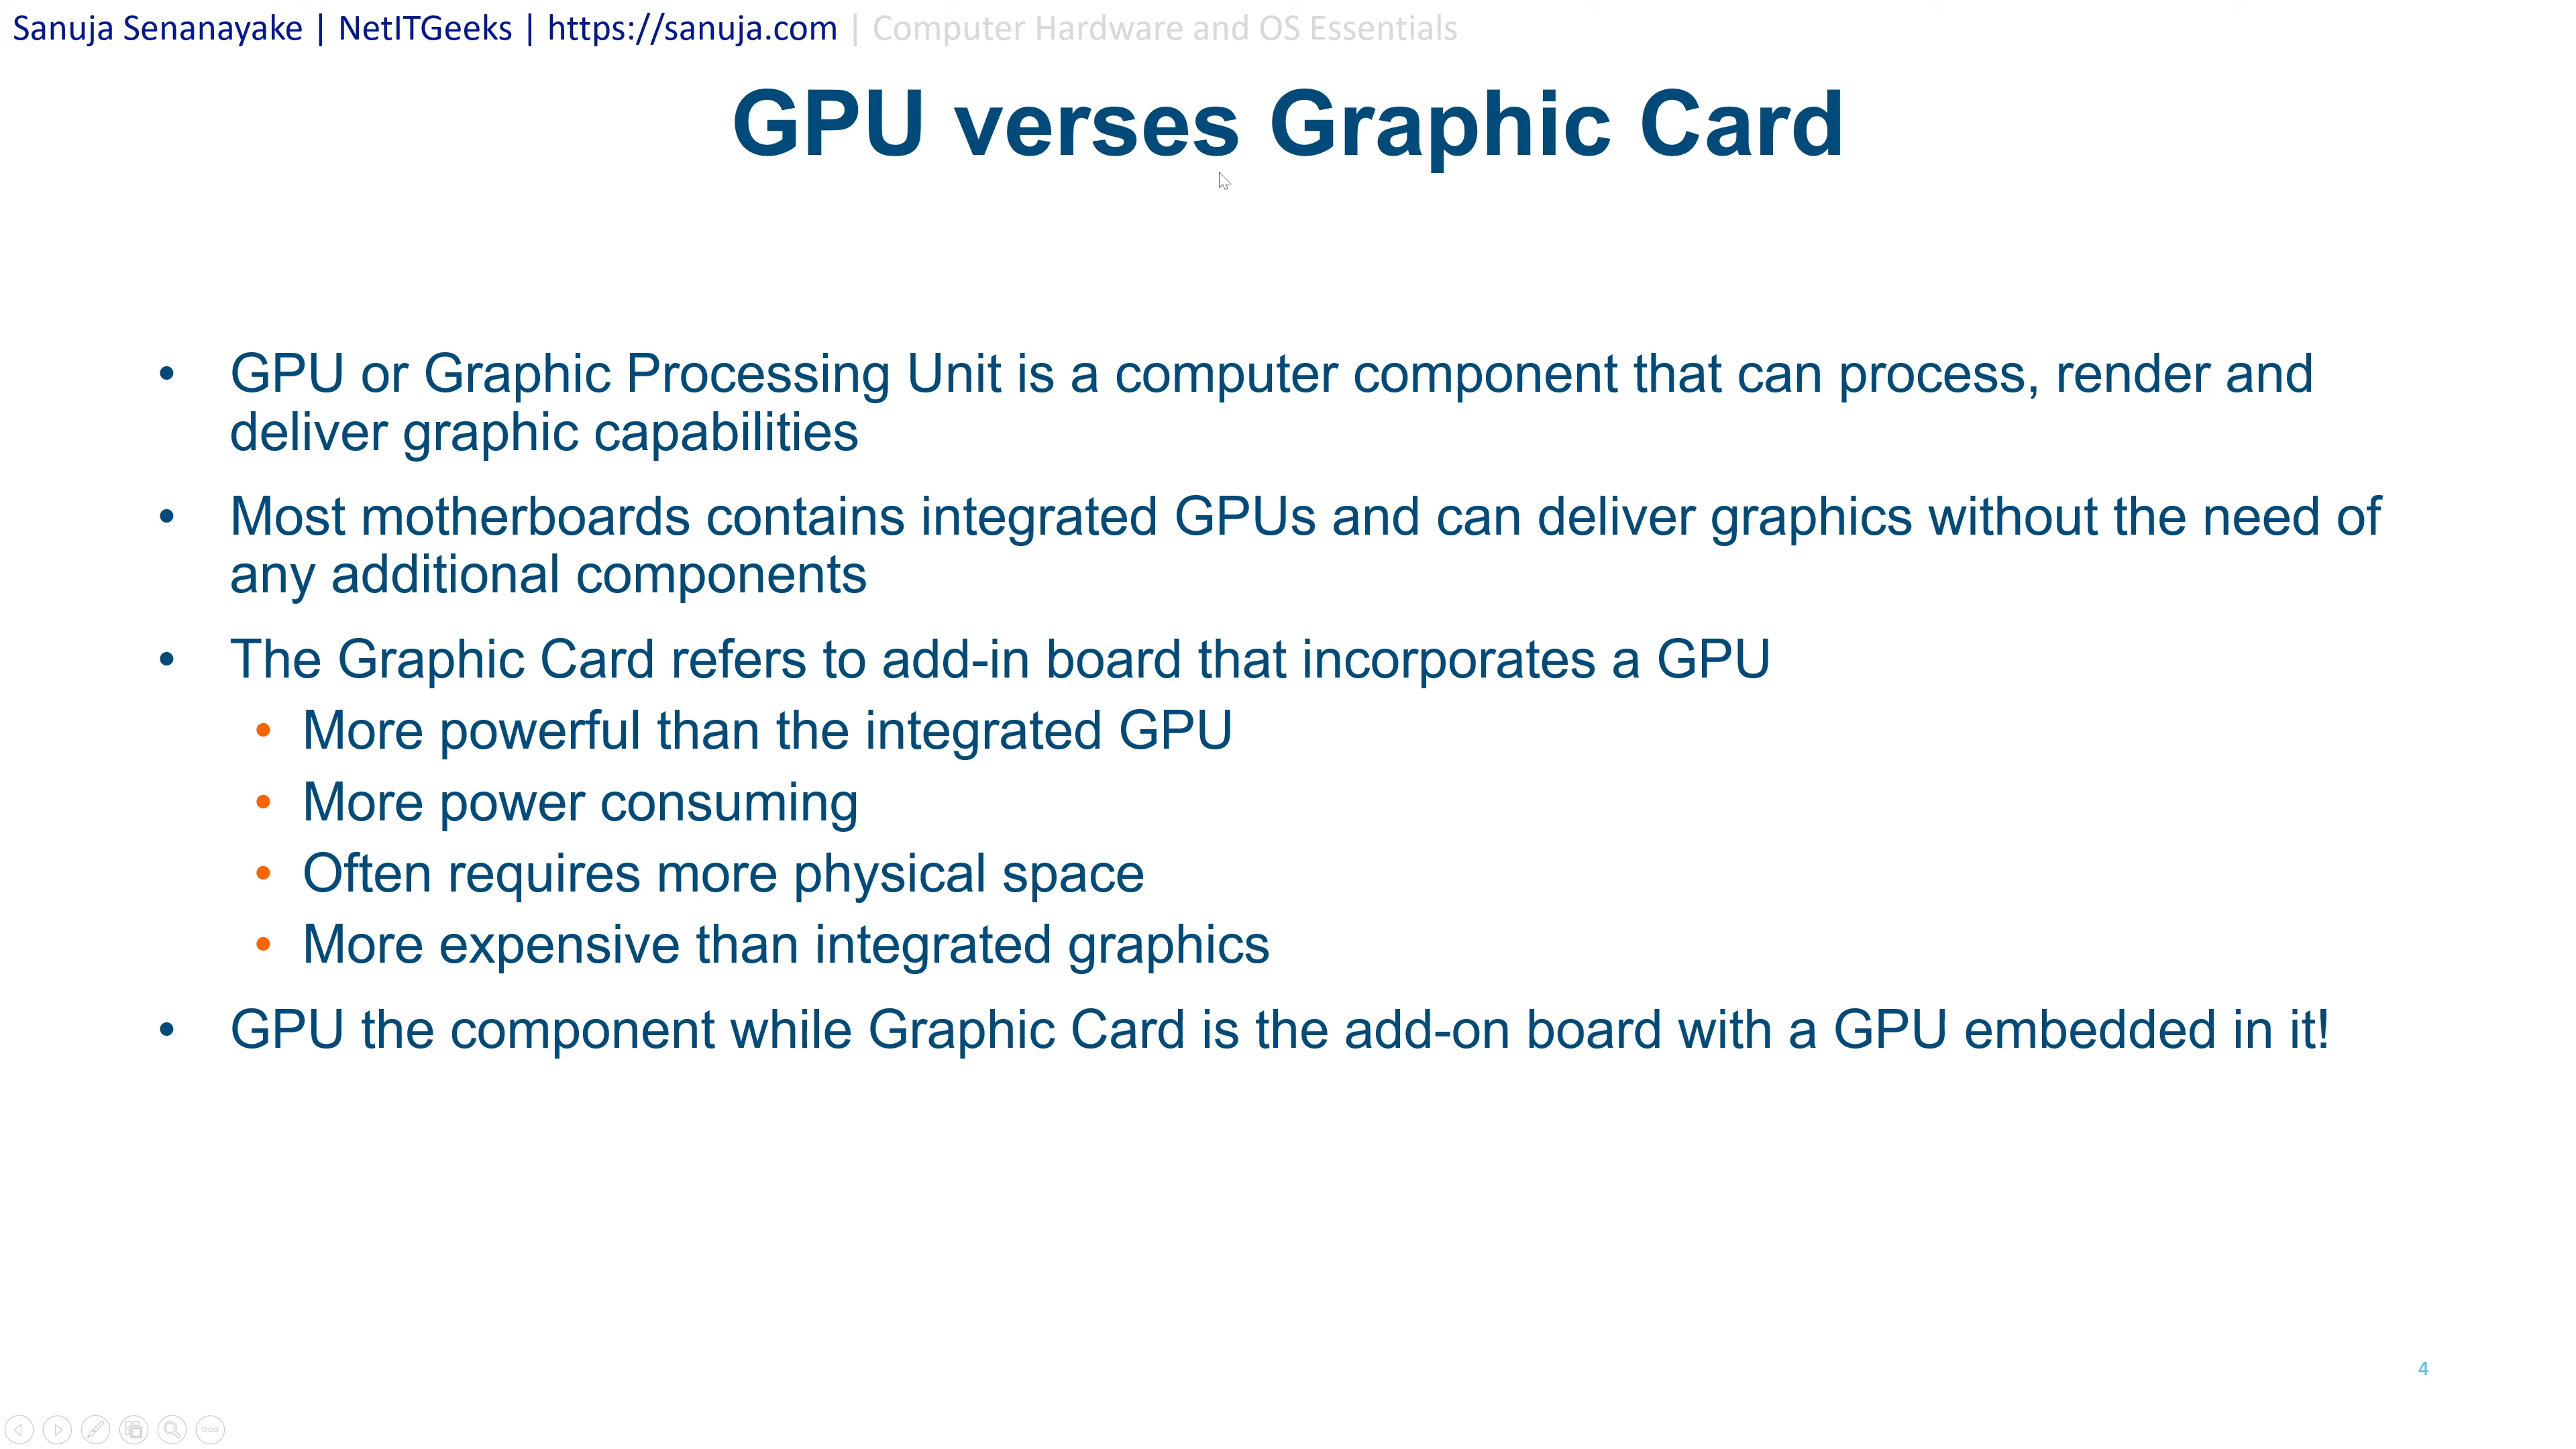 Sanuja Senanayake | NetITGeeks | https://sanuja.com | Computer Hardware and OS Essentials
GPU verses Graphic Card
• GPU or Graphic Processing Unit is a computer component that can process, render and
deliver graphic capabilities
• Most motherboards contains integrated GPUs and can deliver graphics without the need of
any additional components
• The Graphic Card refers to add-in board that incorporates a GPU
• More powerful than the integrated GPU
• More power consuming
• Often requires more physical space
• More expensive than integrated graphics
• GPU the component while Graphic Card is the add-on board with a GPU embedded in it!
4